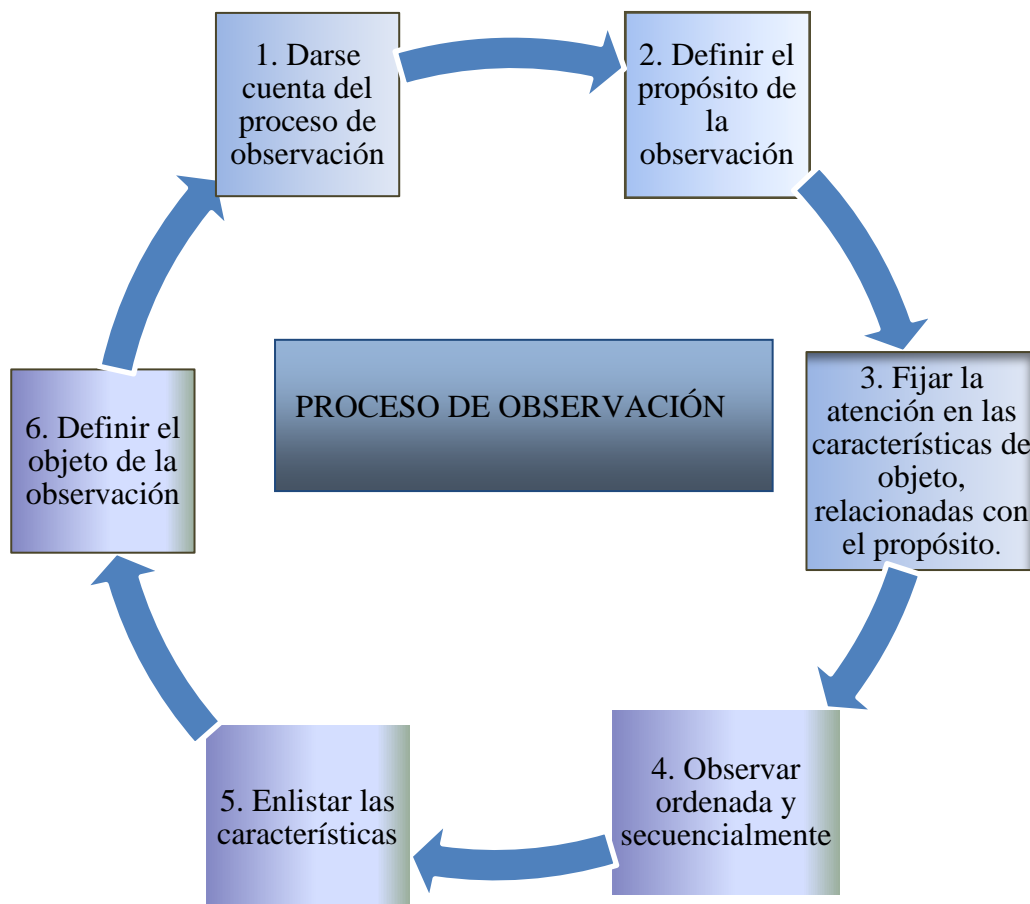 1. Darse
cuenta del
proceso de
observación
2. Definir el
propósito de
la
observación
3. Fijar la
atención en las
características de
objeto,
relacionadas con
el propósito.
4. Observar
ordenada y
secuencialmente
5. Enlistar las
características
6. Definir el
objeto de la
observación
PROCESO DE OBSERVACIÓN